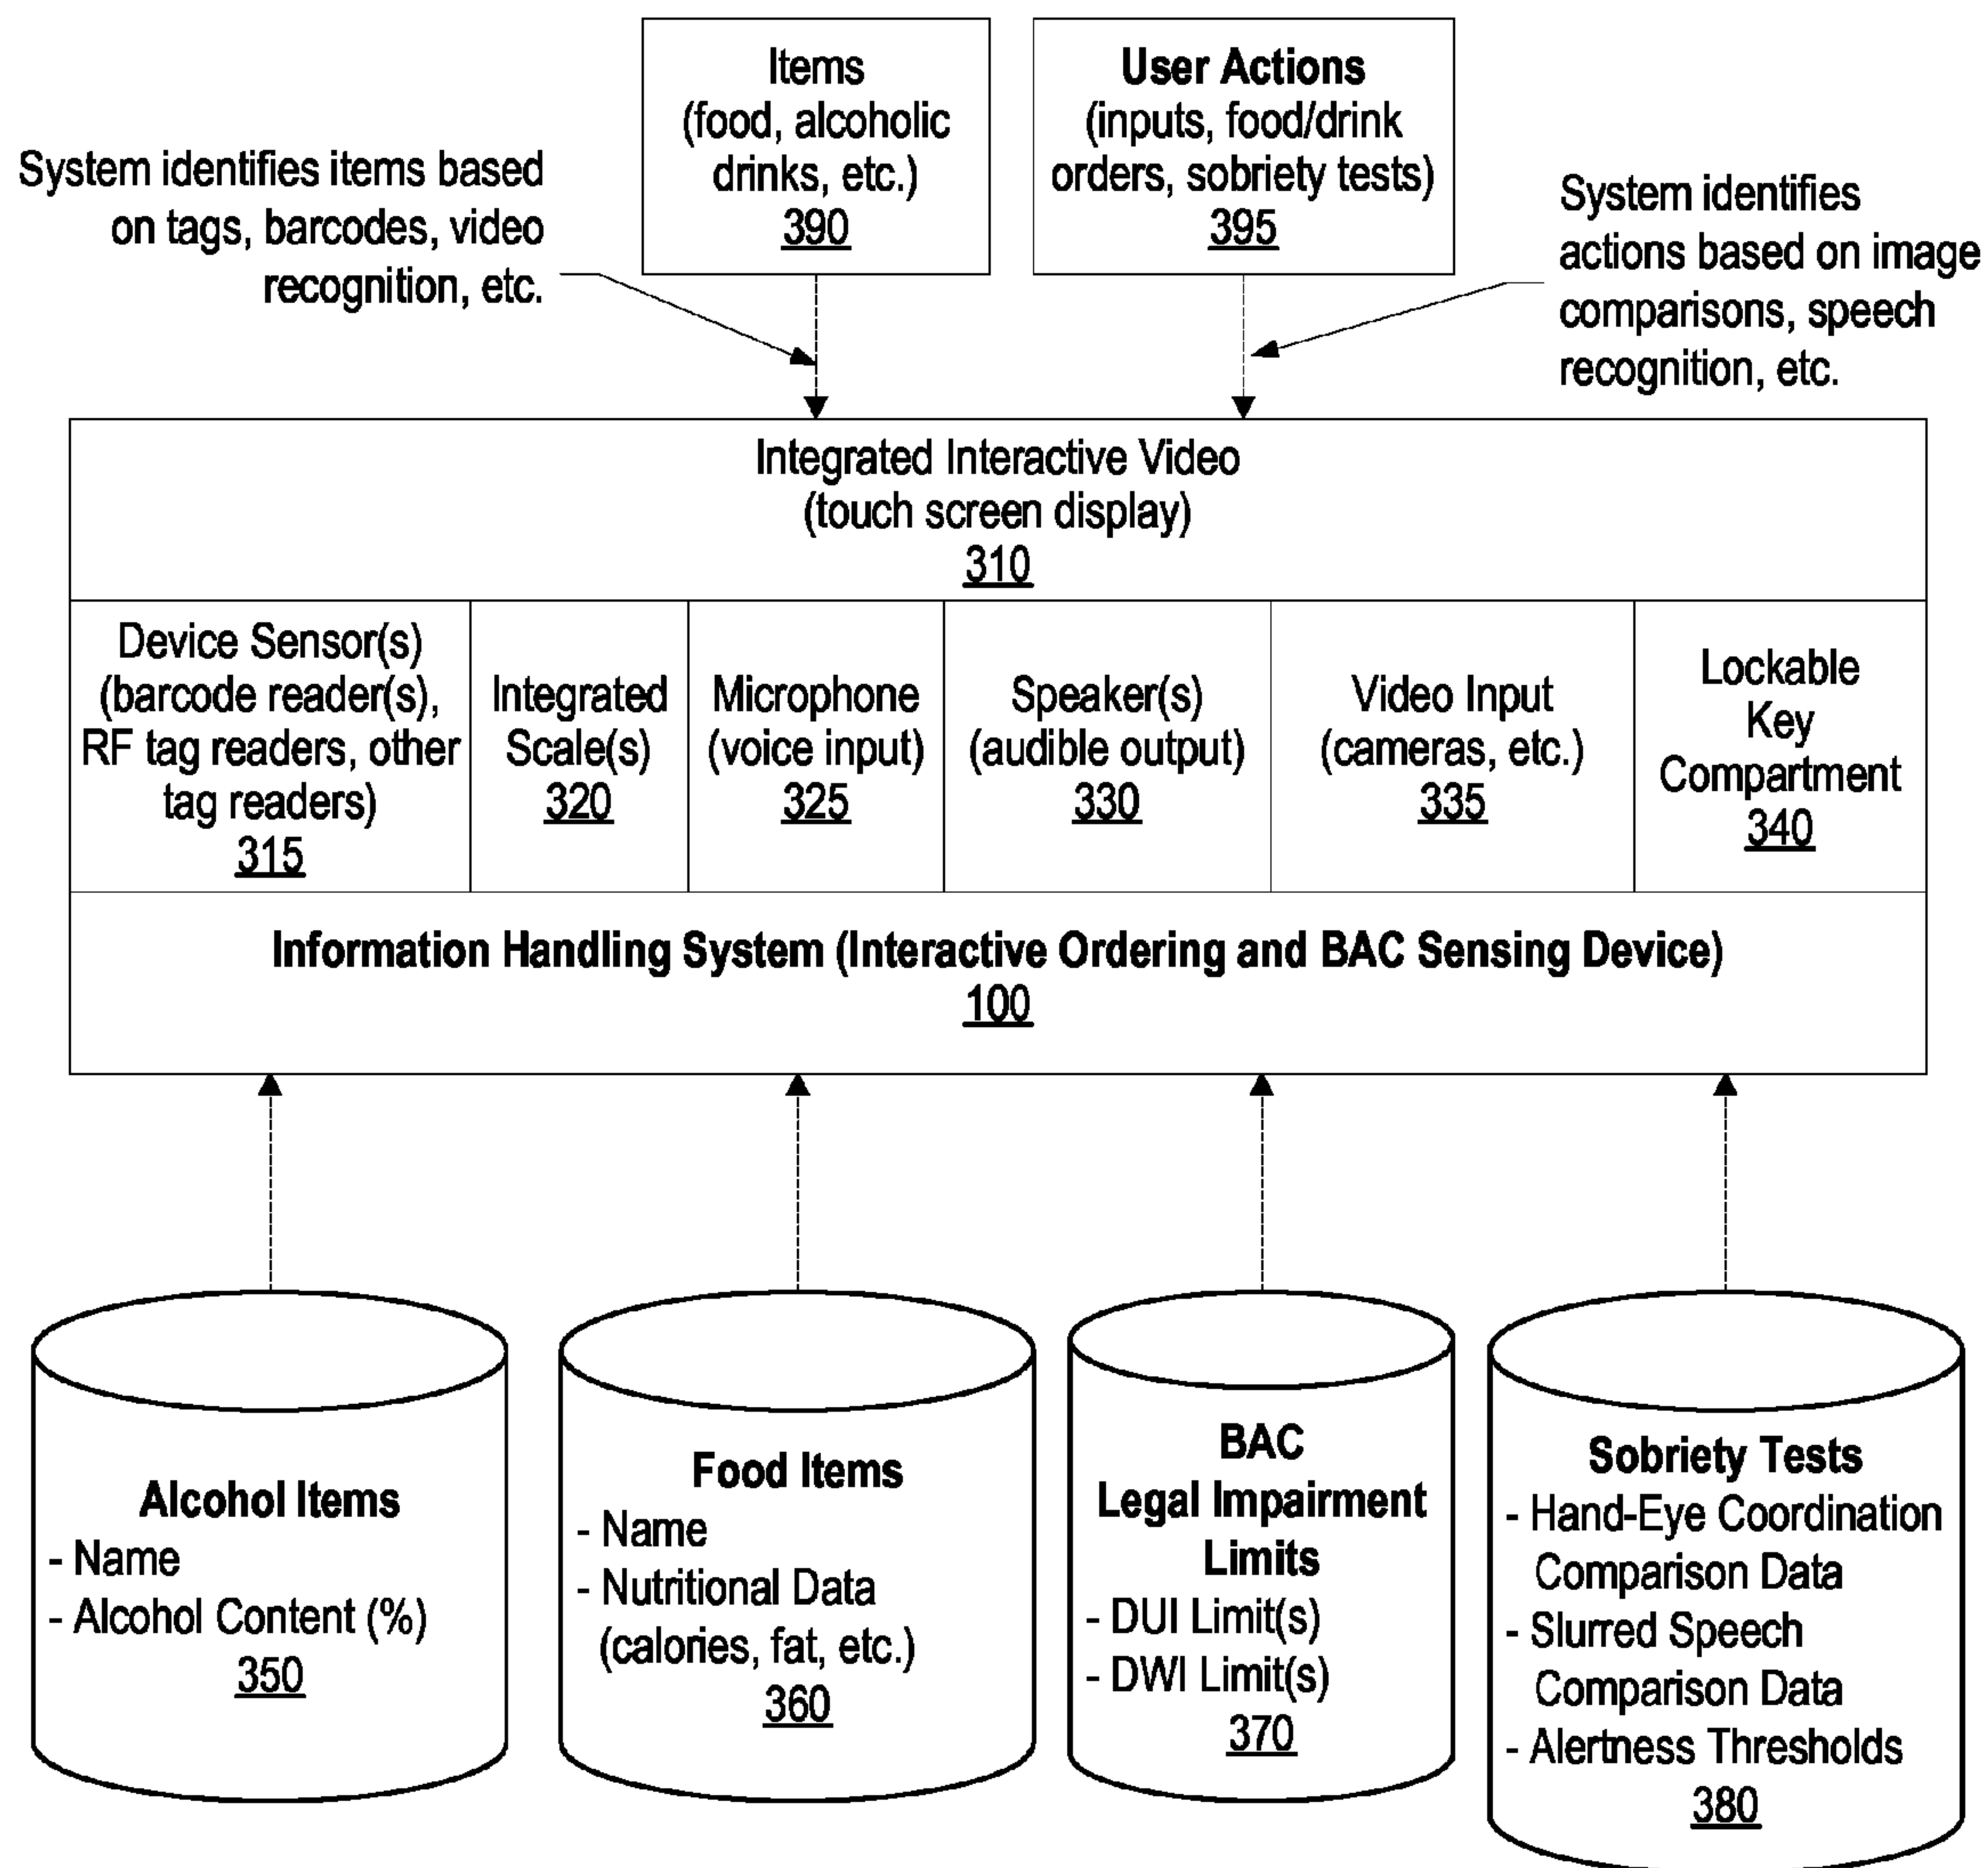 Items
(food, alcoholic
drinks, etc.)
390
User Actions
(inputs, food/drink
orders, sobriety tests)
395
System identifies items based
on tags, barcodes, video
recognition, etc.
System identifies
actions based on image
comparisons, speech
recognition, etc.
Integrated Interactive Video
(touch screen display)
310
Device Sensor(s)
(barcode reader(s),
RF tag readers, other
tag readers)
315
Integrated
Scale(s)
320
Microphone
(voice input)
325
Speaker(s)
(audible output)
330
Video Input
(cameras, etc.)
335
Lockable
Key
Compartment
340
Information Handling System (Interactive Ordering and BAC Sensing Device)
100
Alcohol Items
- Name
- Alcohol Content (%)
350
Food Items
- Name
- Nutritional Data
(calories, fat, etc.)
360
BAC
Legal Impairment
Limits
- DUI Limit(s)
- DWI Limit(s)
370
Sobriety Tests
- Hand-Eye Coordination
Comparison Data
- Slurred Speech
Comparison Data
- Alertness Thresholds
380